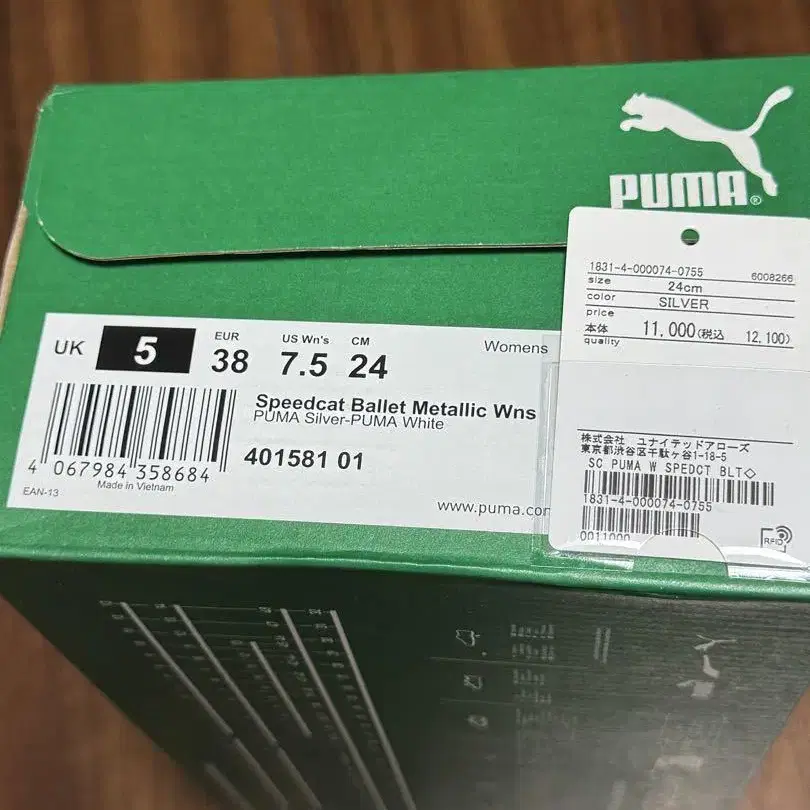 PUMA®
UK 5
EUR 38
US Wn's 7.5
CM 24
Womens
Speedcat Ballet Metallic Wns
PUMA Silver-PUMA White
401581 01
4 067984 358684
EAN-13
Made in Vietnam
www.puma.con
1831-4-000074-0755 6008266
size 24cm
color SILVER
price
本体 11,000(税込 12,100)
quality
株式会社 ユナイテッドアローズ
東京都渋谷区千駄ヶ谷1-18-5
SC PUMA W SPEDCT BLT◇
1831-4-000074-0755
0011000
RFID